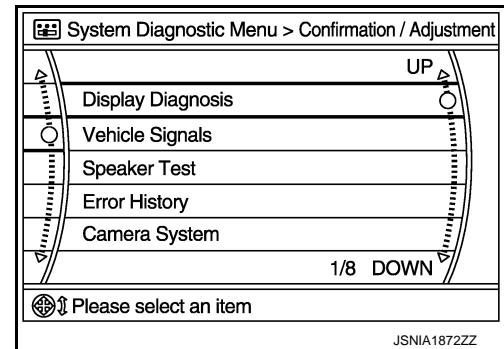 System Diagnostic Menu > Confirmation / Adjustment
UP
Display Diagnosis
Vehicle Signals
Speaker Test
Error History
Camera System
1/8 DOWN
Please select an item
JSNIA1872ZZ